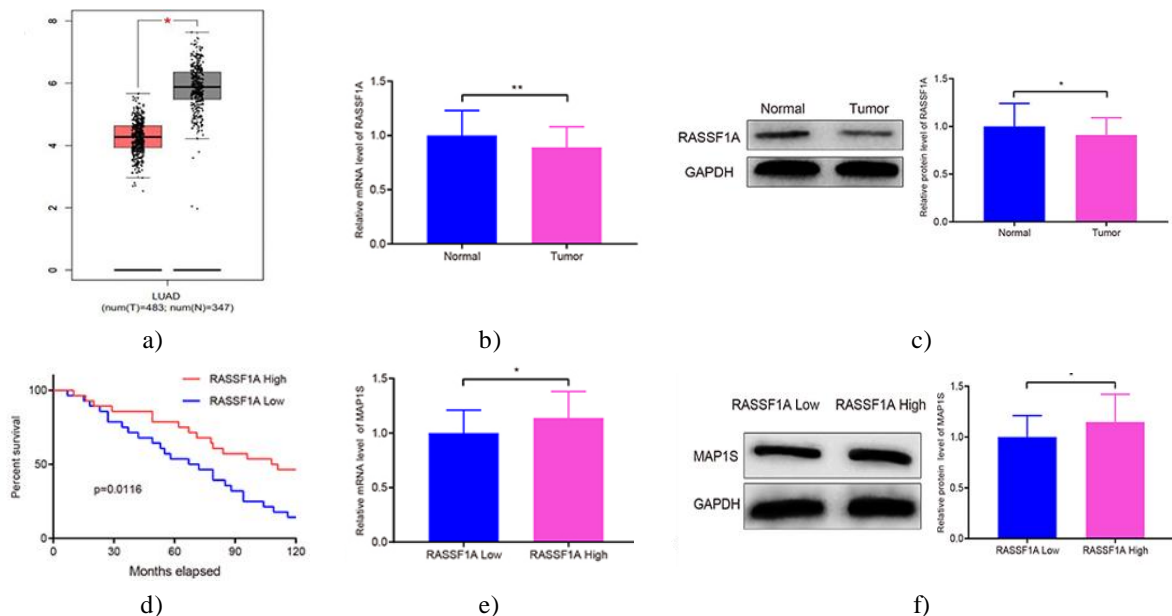 8
6
4
2
0
*
LUAD
(num(T)=483; num(N)=347)
a)
Relative mRNA level of RASSF1A
1.5
1.0
0.5
0.0
**
Normal Tumor
b)
Normal Tumor
RASSF1A
GAPDH
Relative protein level of RASSF1A
1.5
1.0
0.5
0.0
*
Normal Tumor
c)
Percent survival
100
50
0
RASSF1A High
RASSF1A Low
p=0.0116
0 30 60 90 120
Months elapsed
d)
Relative mRNA level of MAP1S
1.5
1.0
0.5
0.0
*
RASSF1A Low RASSF1A High
e)
RASSF1A Low RASSF1A High
MAP1S
GAPDH
Relative protein level of MAP1S
1.5
1.0
0.5
0.0
RASSF1A Low RASSF1A High
f)